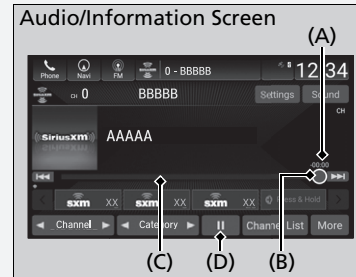 Audio/Information Screen
(A)
Phone
Navi
FM
0 - BBBBB
12:34
CH 0
BBBBB
Settings
Sound
CH
SiriusXM
AAAAA
-00:00
sxm XX
sxm XX
sxm XX
Press & Hold
Channel
Category
Channel List
More
(C)
(D)
(B)